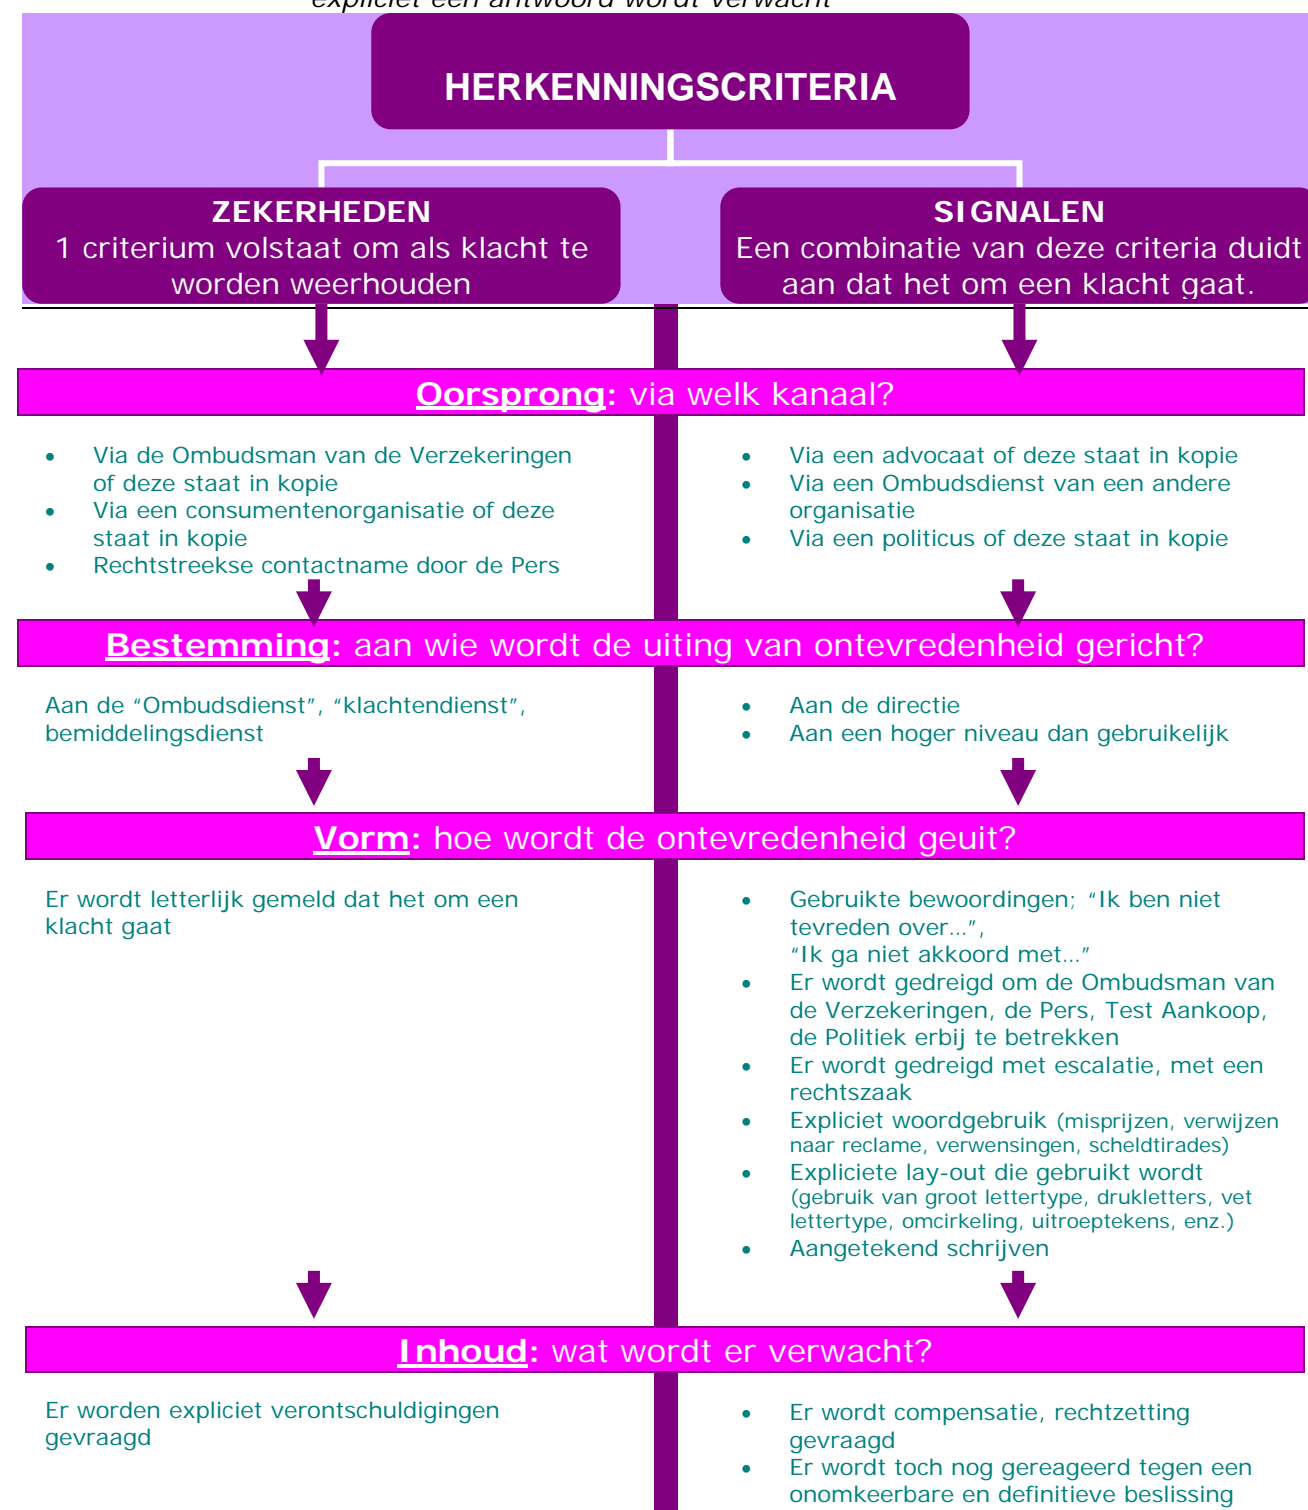 expliciet een antwoord wordt verwacht
HERKENNINGSCRITERIA
ZEKERHEDEN
1 criterium volstaat om als klacht te
worden weerhouden
SIGNALEN
Een combinatie van deze criteria duidt
aan dat het om een klacht gaat.
Oorsprong: via welk kanaal?
• Via de Ombudsman van de Verzekeringen
of deze staat in kopie
• Via een consumentenorganisatie of deze
staat in kopie
• Rechtstreekse contactname door de Pers
• Via een advocaat of deze staat in kopie
• Via een Ombudsdienst van een andere
organisatie
• Via een politicus of deze staat in kopie
Bestemming: aan wie wordt de uiting van ontevredenheid gericht?
Aan de “Ombudsdienst”, “klachtendienst”,
bemiddelingsdienst
• Aan de directie
• Aan een hoger niveau dan gebruikelijk
Vorm: hoe wordt de ontevredenheid geuit?
Er wordt letterlijk gemeld dat het om een
klacht gaat
• Gebruikte bewoordingen; “Ik ben niet
tevreden over…”,
“Ik ga niet akkoord met…”
• Er wordt gedreigd om de Ombudsman van
de Verzekeringen, de Pers, Test Aankoop,
de Politiek erbij te betrekken
• Er wordt gedreigd met escalatie, met een
rechtszaak
• Expliciet woordgebruik (misprijzen, verwijzen
naar reclame, verwensingen, scheldtirades)
• Expliciete lay-out die gebruikt wordt
(gebruik van groot lettertype, drukletters, vet
lettertype, omcirkeling, uitroeptekens, enz.)
• Aangetekend schrijven
Inhoud: wat wordt er verwacht?
Er worden expliciet verontschuldigingen
gevraagd
• Er wordt compensatie, rechtzetting
gevraagd
• Er wordt toch nog gereageerd tegen een
onomkeerbare en definitieve beslissing